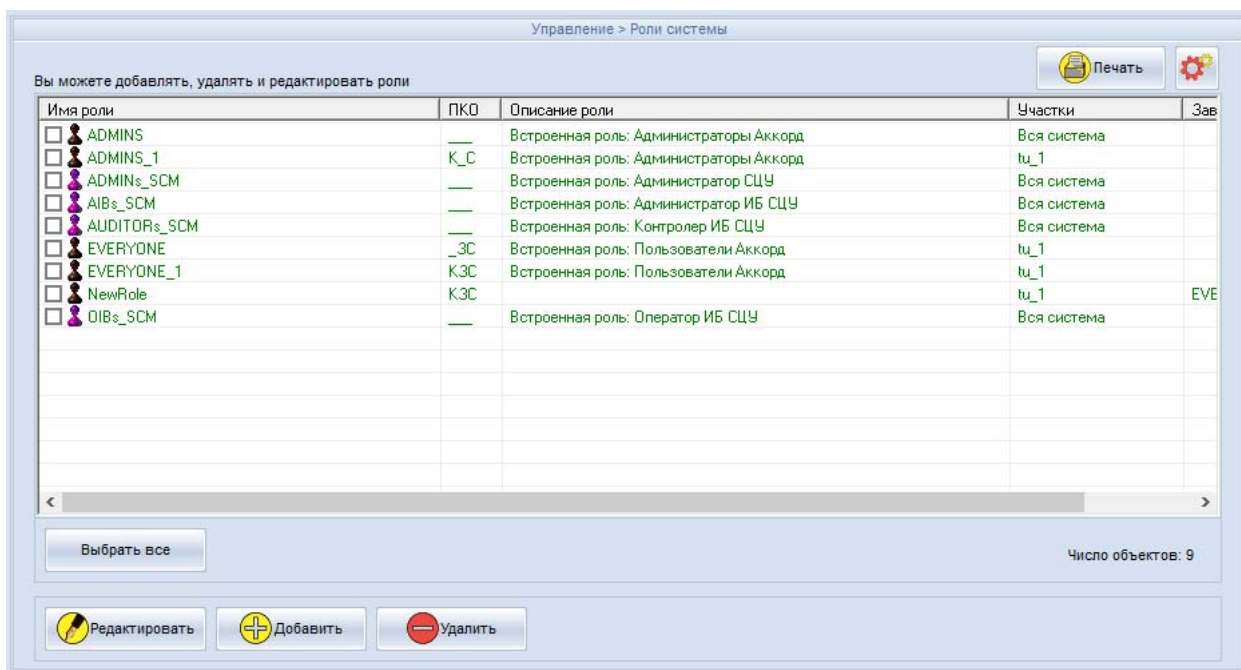 Управление > Роли системы
Печать
Вы можете добавлять, удалять и редактировать роли
Имя роли ПКО Описание роли Участки Зав
ADMINS ___ Встроенная роль: Администраторы Аккорд Вся система
ADMINS_1 К_С Встроенная роль: Администраторы Аккорд tu_1
ADMINs_SCM ___ Встроенная роль: Администратор СЦУ Вся система
AIBs_SCM ___ Встроенная роль: Администратор ИБ СЦУ Вся система
AUDITORs_SCM ___ Встроенная роль: Контролер ИБ СЦУ Вся система
EVERYONE _ЗС Встроенная роль: Пользователи Аккорд tu_1
EVERYONE_1 КЗС Встроенная роль: Пользователи Аккорд tu_1
NewRole КЗС tu_1 EVE
OIBs_SCM ___ Встроенная роль: Оператор ИБ СЦУ Вся система
Выбрать все
Число объектов: 9
Редактировать Добавить Удалить